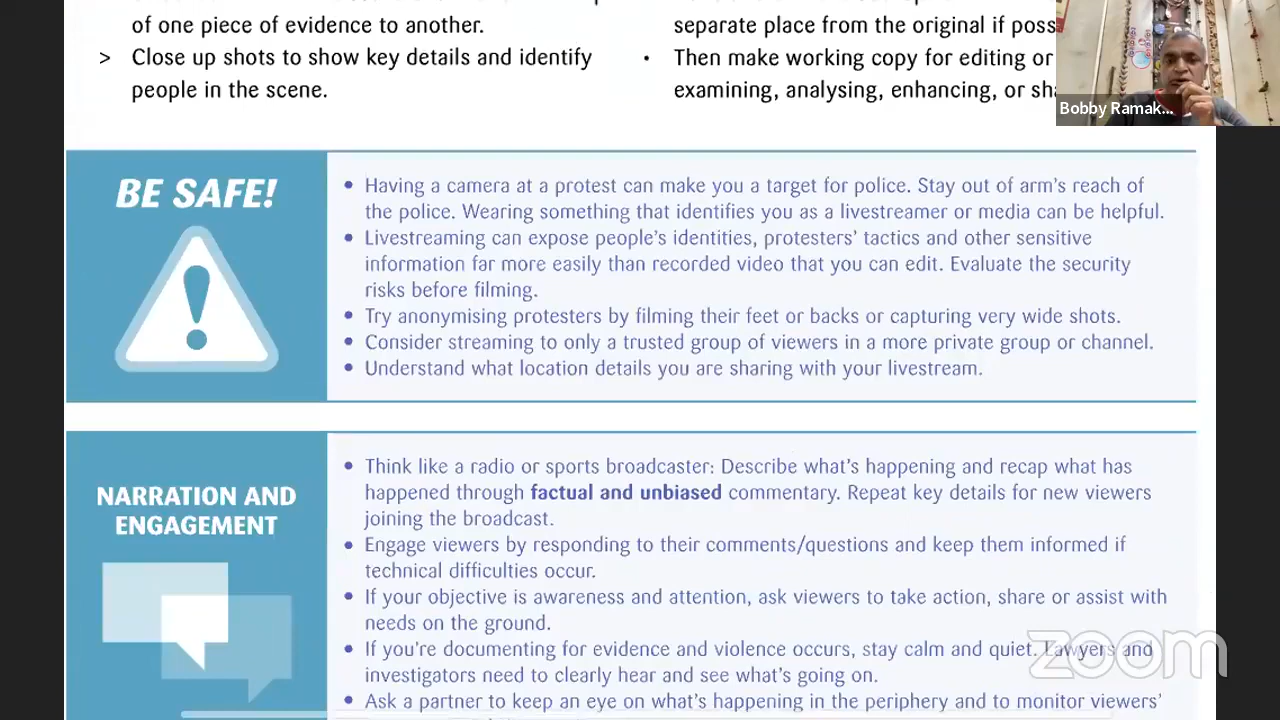 of one piece of evidence to another.
> Close up shots to show key details and identify
people in the scene.
separate place from the original if poss
• Then make working copy for editing or
examining, analysing, enhancing, or sha
Bobby Ramak...
BE SAFE!
• Having a camera at a protest can make you a target for police. Stay out of arm's reach of
the police. Wearing something that identifies you as a livestreamer or media can be helpful.
• Livestreaming can expose people's identities, protesters' tactics and other sensitive
information far more easily than recorded video that you can edit. Evaluate the security
risks before filming.
• Try anonymising protesters by filming their feet or backs or capturing very wide shots.
• Consider streaming to only a trusted group of viewers in a more private group or channel.
• Understand what location details you are sharing with your livestream.
NARRATION AND
ENGAGEMENT
• Think like a radio or sports broadcaster: Describe what's happening and recap what has
happened through factual and unbiased commentary. Repeat key details for new viewers
joining the broadcast.
• Engage viewers by responding to their comments/questions and keep them informed if
technical difficulties occur.
• If your objective is awareness and attention, ask viewers to take action, share or assist with
needs on the ground.
• If you're documenting for evidence and violence occurs, stay calm and quiet. Lawyers and
investigators need to clearly hear and see what's going on.
• Ask a partner to keep an eye on what's happening in the periphery and to monitor viewers'
zoom